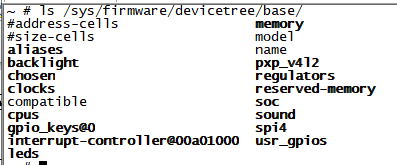 ~ # ls /sys/firmware/devicetree/base/
#address-cells memory
#size-cells model
aliases name
backlight pxp_v4l2
chosen regulators
clocks reserved-memory
compatible soc
cpus sound
gpio_keys@0 spi4
interrupt-controller@00a01000 usr_gpios
leds